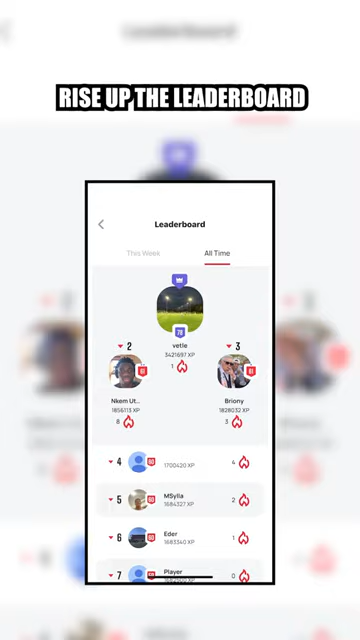 RISE UP THE LEADERBOARD
Leaderboard
This Week
All Time
vetle
3421697 XP
1
2
3
Nkem Ut...
Briony
1856113 XP
1828032 XP
8
3
4
1700420 XP
4
5
MSylla
1684327 XP
2
6
Eder
1683340 XP
1
7
Player
0